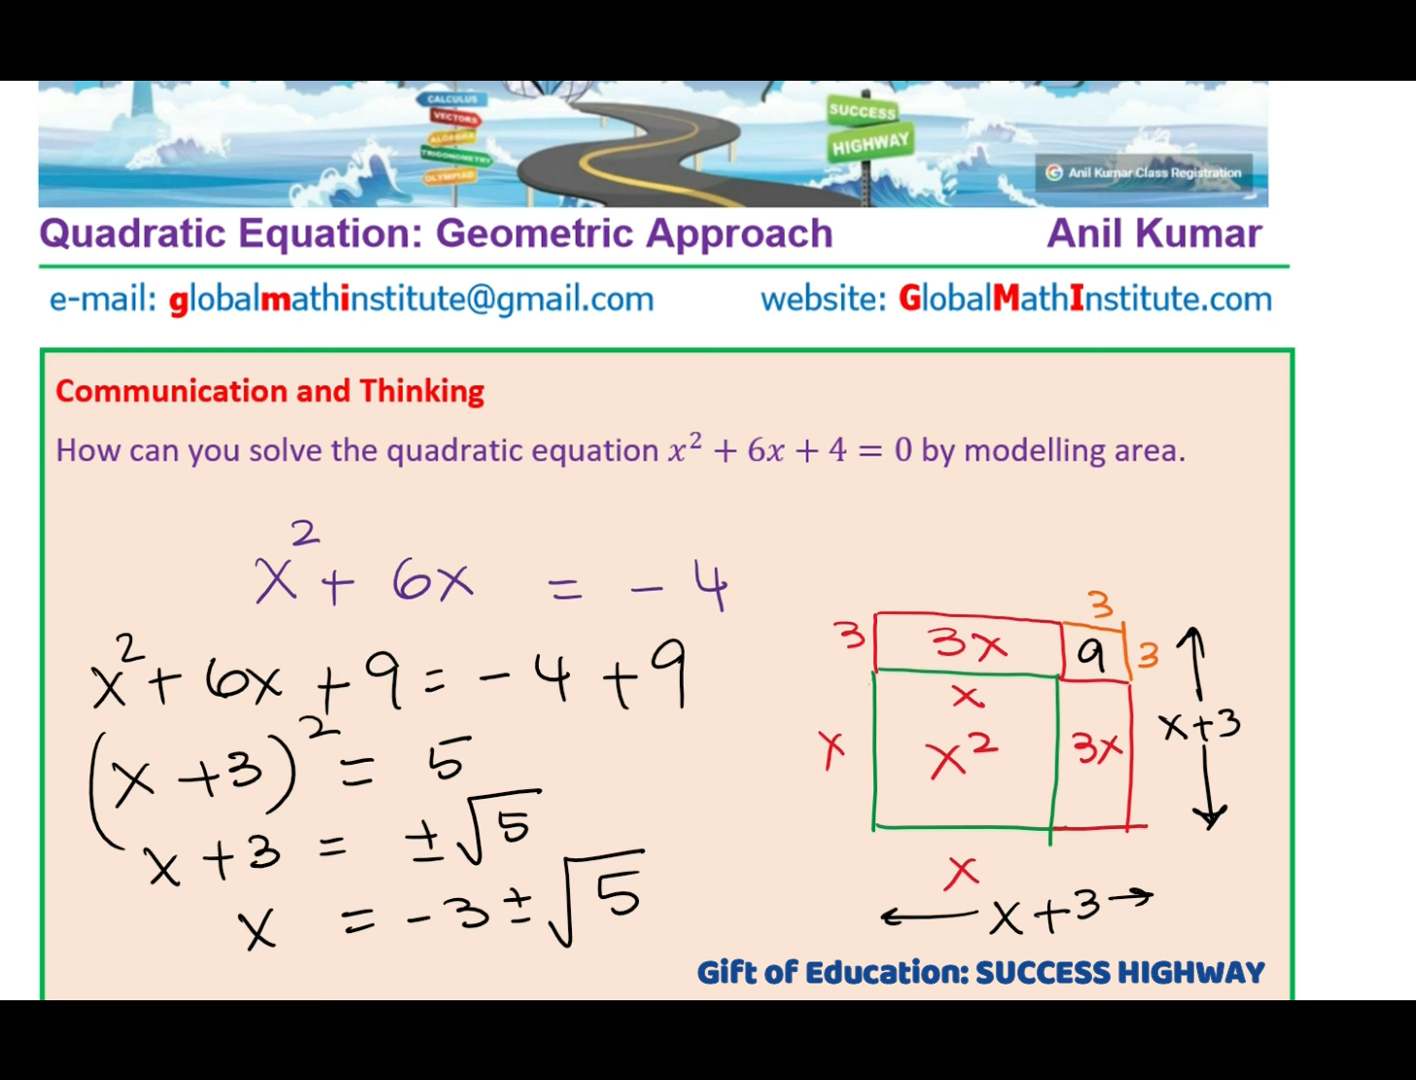 CALCULUS
VECTORS
ALGEBRA
TRIGONOMETRY
OLYMPIAD
SUCCESS
HIGHWAY
G Anil Kumar Class Registration
Quadratic Equation: Geometric Approach Anil Kumar
e-mail: globalmathinstitute@gmail.com website: GlobalMathInstitute.com
Communication and Thinking
How can you solve the quadratic equation x² + 6x + 4 = 0 by modelling area.
x² + 6x = - 4
x² + 6x + 9 = - 4 + 9
(x + 3)² = 5
x + 3 = ± √5
x = - 3 ± √5
3
3 3x 9 3
x
x x² 3x x+3
x
x+3
Gift of Education: SUCCESS HIGHWAY